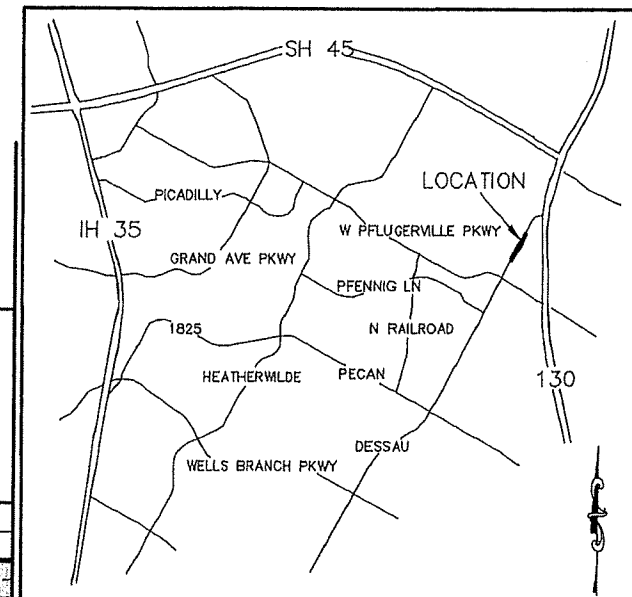 SH 45
PICADILLY
LOCATION
IH 35
W PFLUGERVILLE PKWY
GRAND AVE PKWY
PFENNIG LN
1825
N RAILROAD
HEATHERWILDE
PECAN
130
DESSAU
WELLS BRANCH PKWY